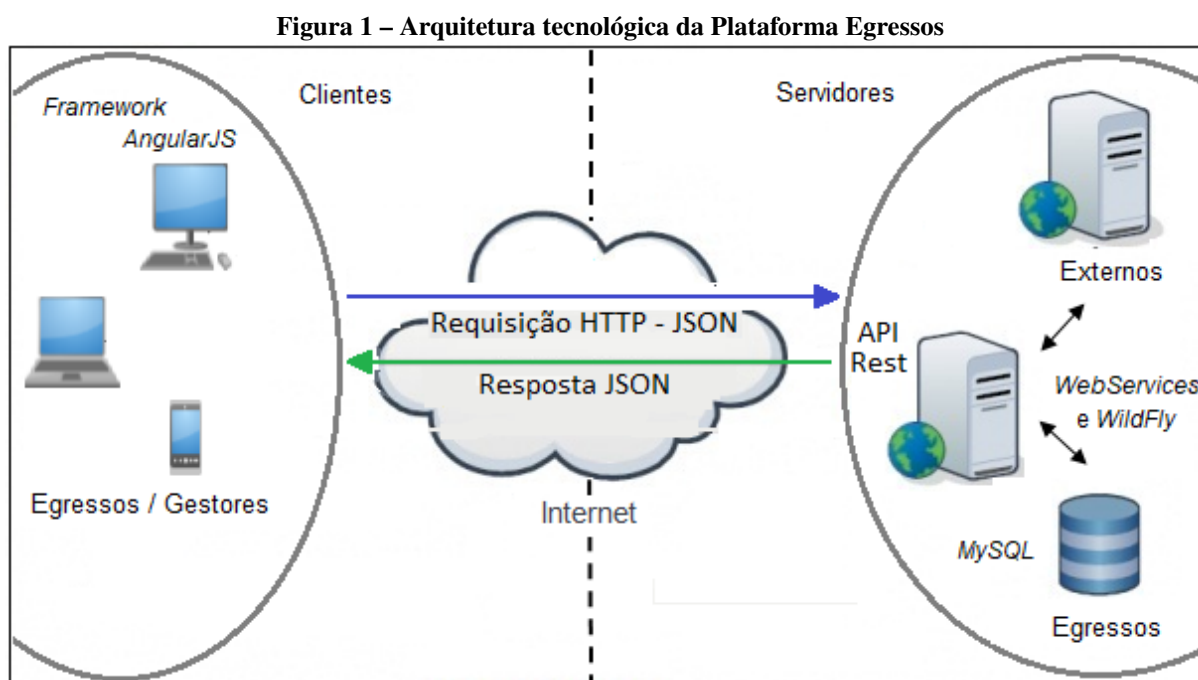 Figura 1 – Arquitetura tecnológica da Plataforma Egressos
Clientes
Servidores
Framework
AngularJS
Egressos / Gestores
Requisição HTTP - JSON
Resposta JSON
Internet
Externos
API
Rest
WebServices
e WildFly
MySQL
Egressos